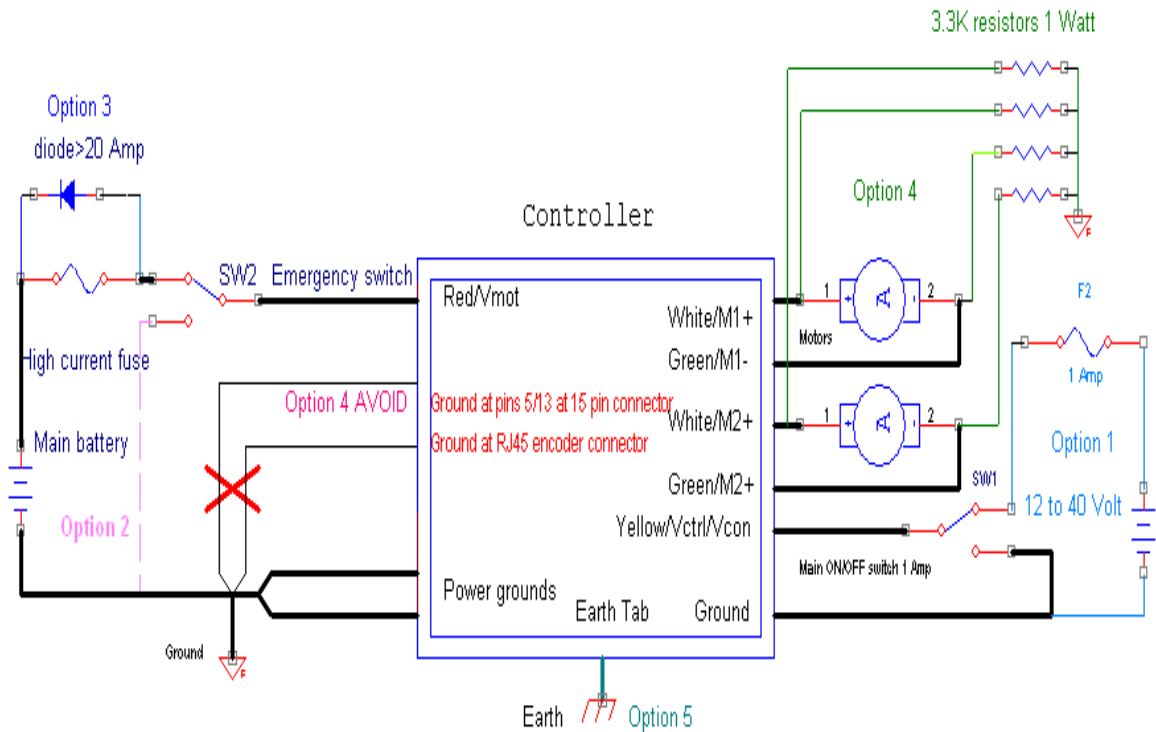 3.3K resistors 1 Watt
Option 3
diode>20 Amp
Option 4
Controller
SW2
Emergency switch
Red/Vmot
White/M1+
1
+
A
-
2
F2
Motors
High current fuse
Green/M1-
1 Amp
Option 4 AVOID
Ground at pins 5/13 at 15 pin connector
White/M2+
1
+
A
-
2
Main battery
Ground at RJ45 encoder connector
Option 1
Green/M2+
SW1
12 to 40 Volt
Option 2
Yellow/Vctrl/Vcon
Main ON/OFF switch 1 Amp
Power grounds
Earth Tab
Ground
Ground
Earth
Option 5